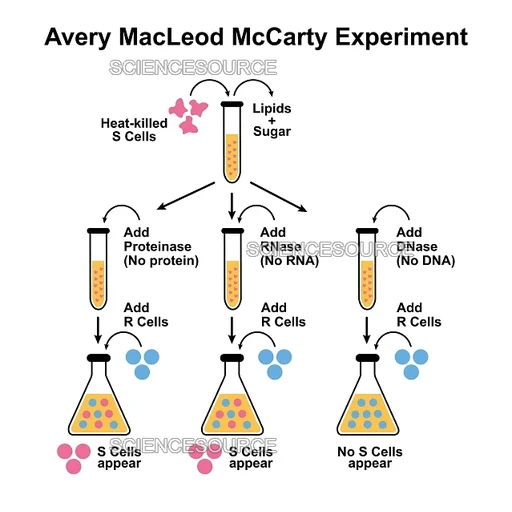 Avery MacLeod McCarty Experiment
SCIENCESOURCE
Heat-killed
S Cells
Lipids
+
Sugar
Add
Proteinase
(No protein)
Add
RNase
(No RNA)
Add
DNase
(No DNA)
SCIENCESOURCE
Add
R Cells
Add
R Cells
Add
R Cells
SCIENCESOURCE
S Cells
appear
S Cells
appear
No S Cells
appear